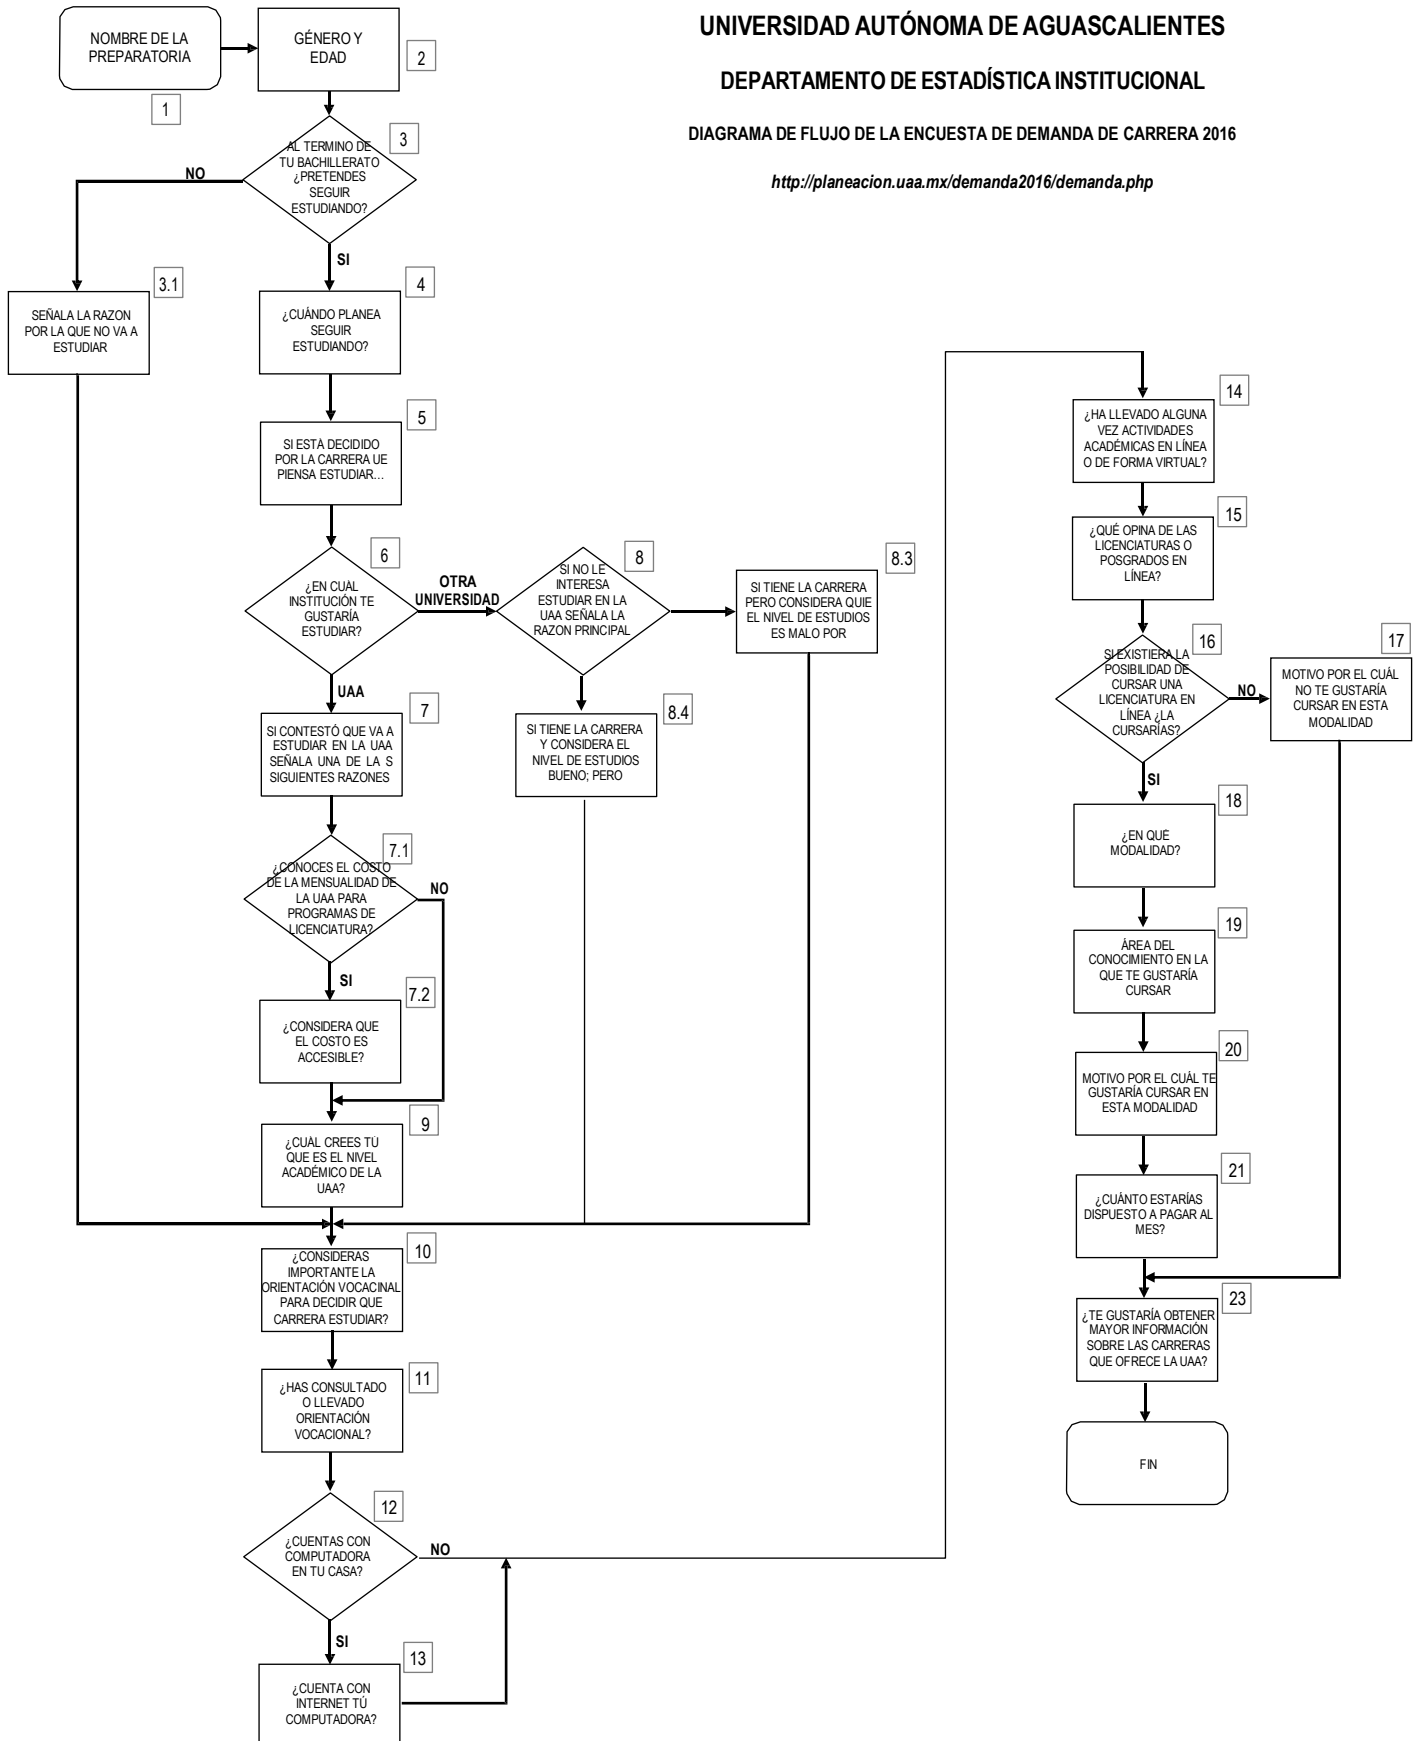 UNIVERSIDAD AUTÓNOMA DE AGUASCALIENTES
DEPARTAMENTO DE ESTADÍSTICA INSTITUCIONAL
DIAGRAMA DE FLUJO DE LA ENCUESTA DE DEMANDA DE CARRERA 2016
http://planeacion.uaa.mx/demanda2016/demanda.php
NOMBRE DE LA
PREPARATORIA
1
GÉNERO Y
EDAD
2
3
AL TERMINO DE
TU BACHILLERATO
¿PRETENDES
SEGUIR
ESTUDIANDO?
NO
SI
3.1
SEÑALA LA RAZON
POR LA QUE NO VA A
ESTUDIAR
4
¿CUÁNDO PLANEA
SEGUIR
ESTUDIANDO?
5
SI ESTÁ DECIDIDO
POR LA CARRERA UE
PIENSA ESTUDIAR...
6
¿EN CUÁL
INSTITUCIÓN TE
GUSTARÍA
ESTUDIAR?
OTRA
UNIVERSIDAD
UAA
8
SI NO LE
INTERESA
ESTUDIAR EN LA
UAA SEÑALA LA
RAZON PRINCIPAL
8.3
SI TIENE LA CARRERA
PERO CONSIDERA QUIE
EL NIVEL DE ESTUDIOS
ES MALO POR
8.4
SI TIENE LA CARRERA
Y CONSIDERA EL
NIVEL DE ESTUDIOS
BUENO; PERO
7
SI CONTESTÓ QUE VA A
ESTUDIAR EN LA UAA
SEÑALA UNA DE LA S
SIGUIENTES RAZONES
7.1
¿CONOCES EL COSTO
DE LA MENSUALIDAD DE
LA UAA PARA
PROGRAMAS DE
LICENCIATURA?
NO
SI
7.2
¿CONSIDERA QUE
EL COSTO ES
ACCESIBLE?
9
¿CUÁL CREES TÚ
QUE ES EL NIVEL
ACADÉMICO DE LA
UAA?
10
¿CONSIDERAS
IMPORTANTE LA
ORIENTACIÓN VOCACINAL
PARA DECIDIR QUE
CARRERA ESTUDIAR?
11
¿HAS CONSULTADO
O LLEVADO
ORIENTACIÓN
VOCACIONAL?
12
¿CUENTAS CON
COMPUTADORA
EN TU CASA?
NO
SI
13
¿CUENTA CON
INTERNET TÚ
COMPUTADORA?
14
¿HA LLEVADO ALGUNA
VEZ ACTIVIDADES
ACADÉMICAS EN LÍNEA
O DE FORMA VIRTUAL?
15
¿QUÉ OPINA DE LAS
LICENCIATURAS O
POSGRADOS EN
LÍNEA?
16
SI EXISTIERA LA
POSIBILIDAD DE
CURSAR UNA
LICENCIATURA EN
LÍNEA ¿LA
CURSARÍAS?
NO
SI
17
MOTIVO POR EL CUÁL
NO TE GUSTARÍA
CURSAR EN ESTA
MODALIDAD
18
¿EN QUÉ
MODALIDAD?
19
ÁREA DEL
CONOCIMIENTO EN LA
QUE TE GUSTARÍA
CURSAR
20
MOTIVO POR EL CUÁL TE
GUSTARÍA CURSAR EN
ESTA MODALIDAD
21
¿CUÁNTO ESTARÍAS
DISPUESTO A PAGAR AL
MES?
23
¿TE GUSTARÍA OBTENER
MAYOR INFORMACIÓN
SOBRE LAS CARRERAS
QUE OFRECE LA UAA?
FIN